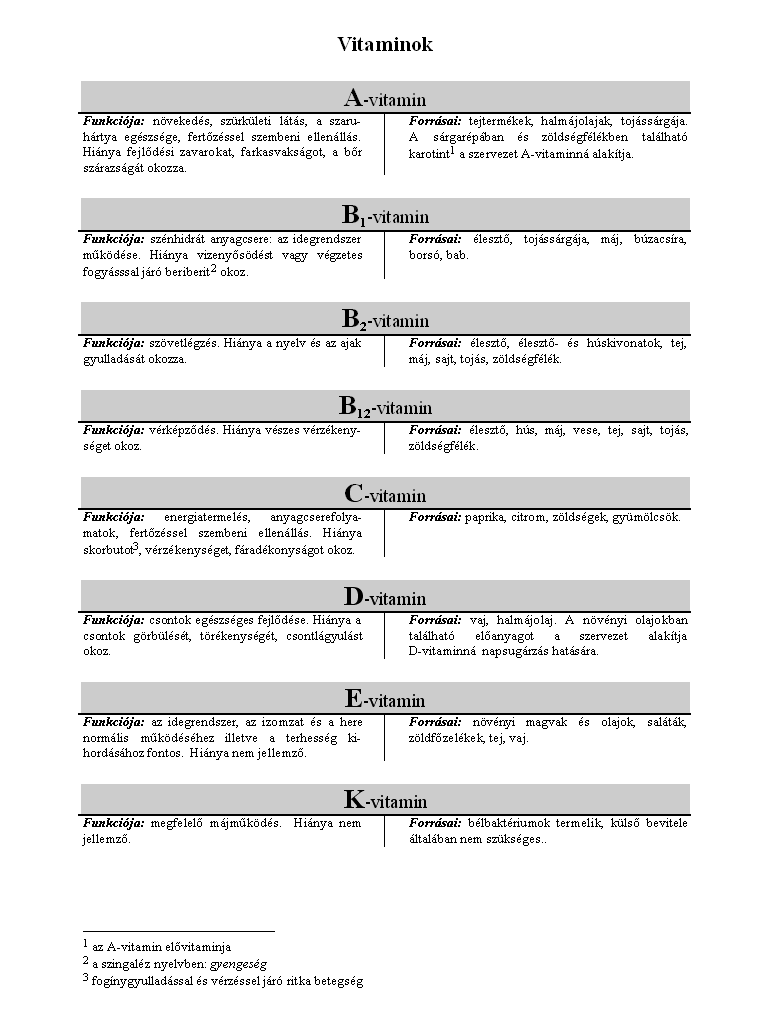 Vitaminok
A-vitamin
Funkciója: növekedés, szürkületi látás, a szaru-
hártya egészsége, fertőzéssel szembeni ellenállás.
Hiánya fejlődési zavarokat, farkasvakságot, a bőr
szárazságát okozza.
Forrásai: tejtermékek, halmájolajak, tojássárgája.
A sárgarépában és zöldségfélékben található
karotint1 a szervezet A-vitaminná alakítja.
B1-vitamin
Funkciója: szénhidrát anyagcsere: az idegrendszer
működése. Hiánya vizenyősödést vagy végzetes
fogyásssal járó beriberit2 okoz.
Forrásai: élesztő, tojássárgája, máj, búzacsíra,
borsó, bab.
B2-vitamin
Funkciója: szövetlégzés. Hiánya a nyelv és az ajak
gyulladását okozza.
Forrásai: élesztő, élesztő- és húskivonatok, tej,
máj, sajt, tojás, zöldségfélék.
B12-vitamin
Funkciója: vérképződés. Hiánya vészes vérzékeny-
séget okoz.
Forrásai: élesztő, hús, máj, vese, tej, sajt, tojás,
zöldségfélék.
C-vitamin
Funkciója: energiatermelés, anyagcserefolya-
matok, fertőzéssel szembeni ellenállás. Hiánya
skorbutot3, vérzékenységet, fáradékonyságot okoz.
Forrásai: paprika, citrom, zöldségek, gyümölcsök.
D-vitamin
Funkciója: csontok egészséges fejlődése. Hiánya a
csontok görbülését, törékenységét, csontlágyulást
okoz.
Forrásai: vaj, halmájolaj. A növényi olajokban
található előanyagot a szervezet alakítja
D-vitaminná napsugárzás hatására.
E-vitamin
Funkciója: az idegrendszer, az izomzat és a here
normális működéséhez illetve a terhesség ki-
hordásához fontos. Hiánya nem jellemző.
Forrásai: növényi magvak és olajok, saláták,
zöldfőzelékek, tej, vaj.
K-vitamin
Funkciója: megfelelő májműködés. Hiánya nem
jellemző.
Forrásai: bélbaktériumok termelik, külső bevitele
általában nem szükséges..
1 az A-vitamin elővitaminja
2 a szingaléz nyelvben: gyengeség
3 fogínygyulladással és vérzéssel járó ritka betegség